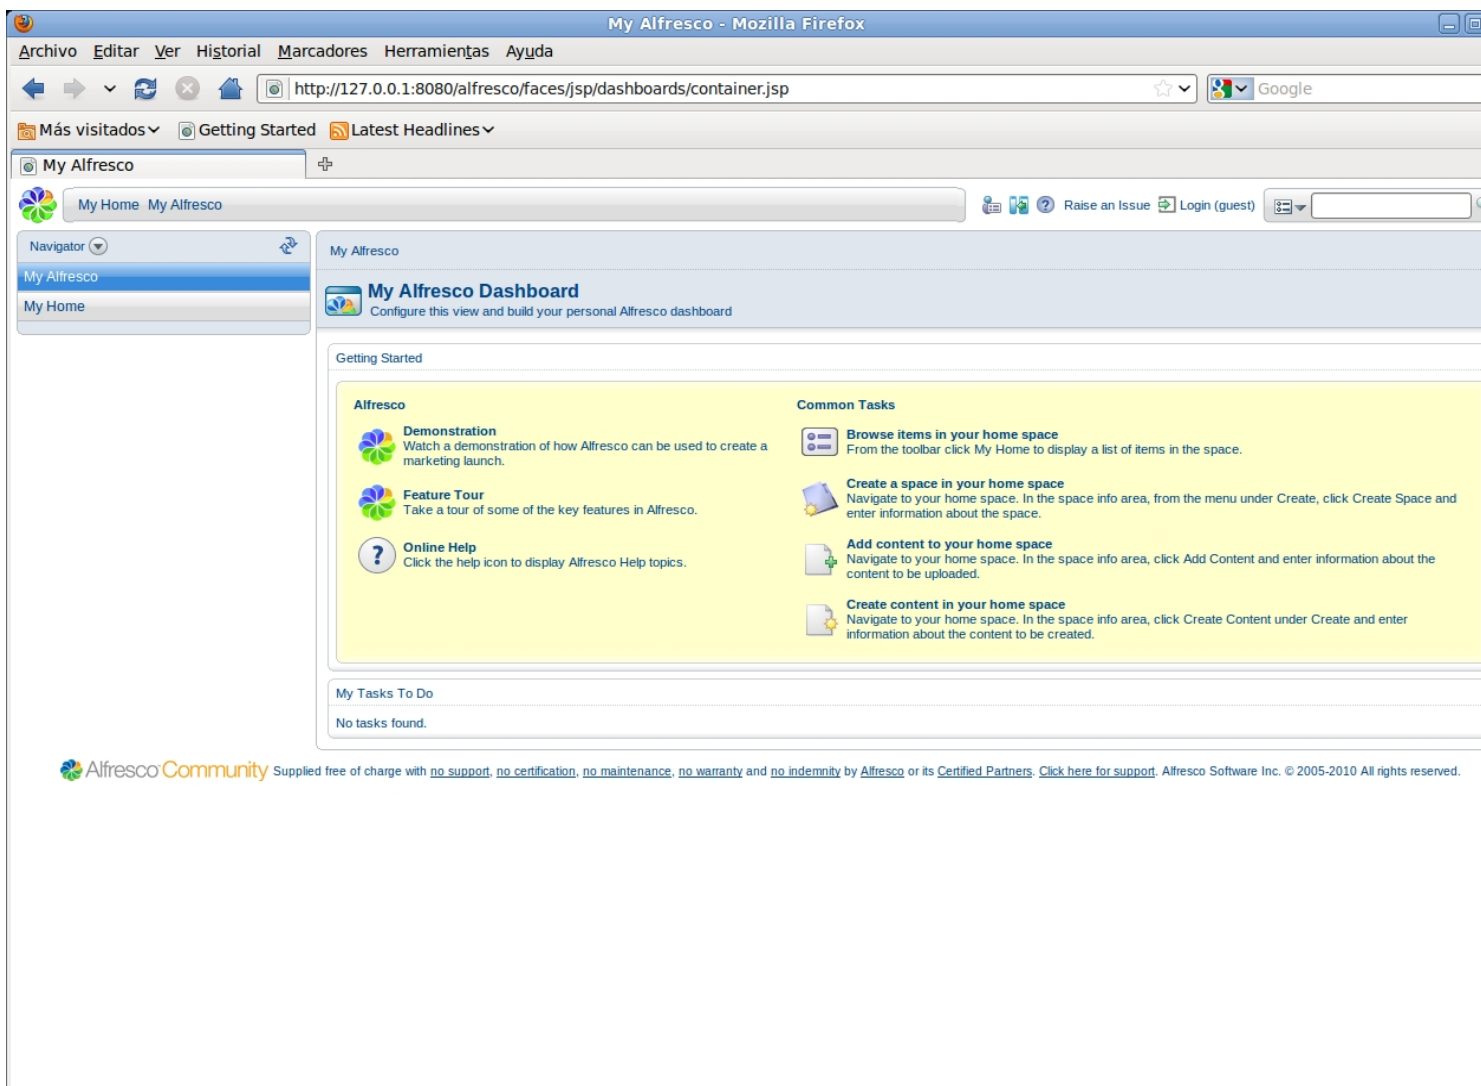 My Alfresco - Mozilla Firefox
Archivo Editar Ver Historial Marcadores Herramientas Ayuda
http://127.0.0.1:8080/alfresco/faces/jsp/dashboards/container.jsp
Google
Más visitados
Getting Started
Latest Headlines
My Alfresco
My Home My Alfresco
Raise an Issue
Login (guest)
Navigator
My Alfresco
My Home
My Alfresco
My Alfresco Dashboard
Configure this view and build your personal Alfresco dashboard
Getting Started
Alfresco
Demonstration
Watch a demonstration of how Alfresco can be used to create a
marketing launch.
Feature Tour
Take a tour of some of the key features in Alfresco.
?
Online Help
Click the help icon to display Alfresco Help topics.
Common Tasks
Browse items in your home space
From the toolbar click My Home to display a list of items in the space.
Create a space in your home space
Navigate to your home space. In the space info area, from the menu under Create, click Create Space and
enter information about the space.
Add content to your home space
Navigate to your home space. In the space info area, click Add Content and enter information about the
content to be uploaded.
Create content in your home space
Navigate to your home space. In the space info area, click Create Content under Create and enter
information about the content to be created.
My Tasks To Do
No tasks found.
Alfresco Community Supplied free of charge with no support, no certification, no maintenance, no warranty and no indemnity by Alfresco or its Certified Partners. Click here for support. Alfresco Software Inc. © 2005-2010 All rights reserved.